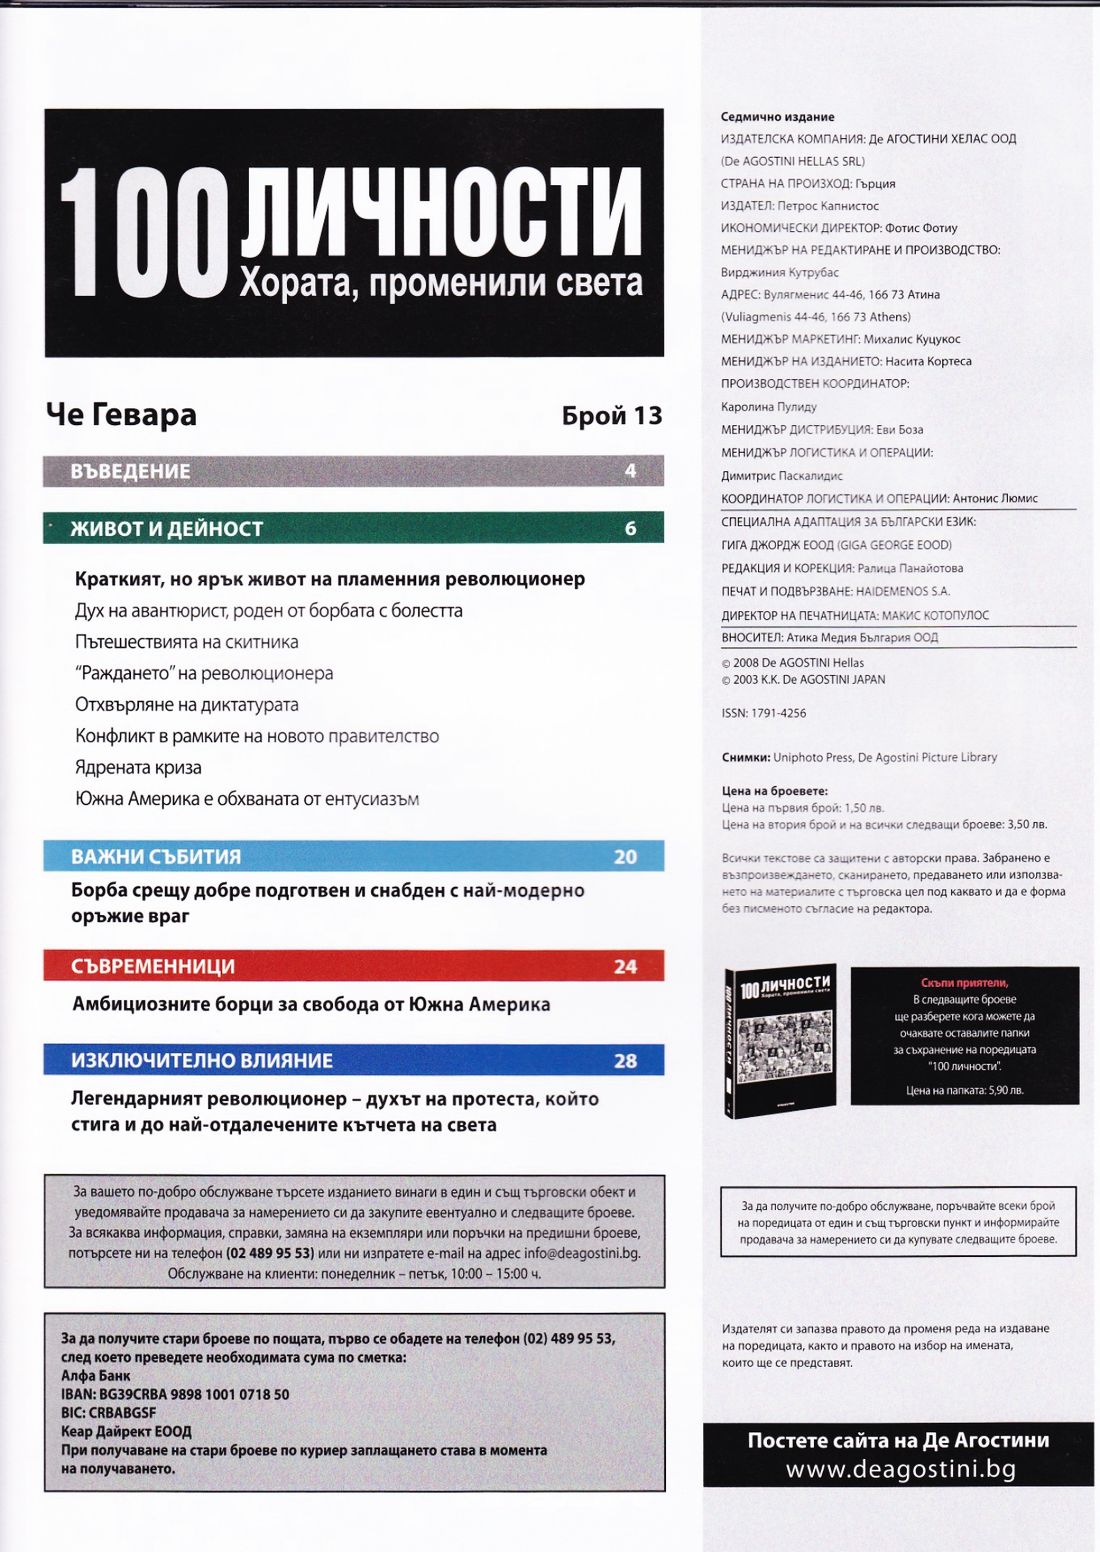 100 ЛИЧНОСТИ
Хората, променили света
Че Гевара
Брой 13
ВЪВЕДЕНИЕ 4
ЖИВОТ И ДЕЙНОСТ 6
Краткият, но ярък живот на пламенния революционер
Дух на авантюрист, роден от борбата с болестта
Пътешествията на скитника
“Раждането” на революционера
Отхвърляне на диктатурата
Конфликт в рамките на новото правителство
Ядрената криза
Южна Америка е обхваната от ентусиазъм
ВАЖНИ СЪБИТИЯ 20
Борба срещу добре подготвен и снабден с най-модерно
оръжие враг
СЪВРЕМЕННИЦИ 24
Амбициозните борци за свобода от Южна Америка
ИЗКЛЮЧИТЕЛНО ВЛИЯНИЕ 28
Легендарният революционер – духът на протеста, който
стига и до най-отдалечените кътчета на света
За вашето по-добро обслужване търсете изданието винаги в един и същ търговски обект и
уведомявайте продавача за намерението си да закупите евентуално и следващите броеве.
За всякаква информация, справки, замяна на екземпляри или поръчки на предишни броеве,
потърсете ни на телефон (02 489 95 53) или ни изпратете e-mail на адрес info@deagostini.bg.
Обслужване на клиенти: понеделник – петък, 10:00 – 15:00 ч.
За да получите стари броеве по пощата, първо се обадете на телефон (02) 489 95 53,
след което преведете необходимата сума по сметка:
Алфа Банк
IBAN: BG39CRBA 9898 1001 0718 50
BIC: CRBABGSF
Кеар Дайрект ЕООД
При получаване на стари броеве по куриер заплащането става в момента
на получаването.
Седмично издание
ИЗДАТЕЛСКА КОМПАНИЯ: Де АГОСТИНИ ХЕЛАС ООД
(De AGOSTINI HELLAS SRL)
СТРАНА НА ПРОИЗХОД: Гърция
ИЗДАТЕЛ: Петрос Капнистос
ИКОНОМИЧЕСКИ ДИРЕКТОР: Фотис Фотиу
МЕНИДЖЪР НА РЕДАКТИРАНЕ И ПРОИЗВОДСТВО:
Вирджиния Кутрубас
АДРЕС: Вулягменис 44-46, 166 73 Атина
(Vuliagmenis 44-46, 166 73 Athens)
МЕНИДЖЪР МАРКЕТИНГ: Михалис Куцукос
МЕНИДЖЪР НА ИЗДАНИЕТО: Насита Кортеса
ПРОИЗВОДСТВЕН КООРДИНАТОР:
Каролина Пулиду
МЕНИДЖЪР ДИСТРИБУЦИЯ: Еви Боза
МЕНИДЖЪР ЛОГИСТИКА И ОПЕРАЦИИ:
Димитрис Паскалидис
КООРДИНАТОР ЛОГИСТИКА И ОПЕРАЦИИ: Антонис Люмис
СПЕЦИАЛНА АДАПТАЦИЯ ЗА БЪЛГАРСКИ ЕЗИК:
ГИГА ДЖОРДЖ ЕООД (GIGA GEORGE EOOD)
РЕДАКЦИЯ И КОРЕКЦИЯ: Ралица Панайотова
ПЕЧАТ И ПОДВЪРЗВАНЕ: HAIDEMENOS S.A.
ДИРЕКТОР НА ПЕЧАТНИЦАТА: МАКИС КОТОПУЛОС
ВНОСИТЕЛ: Атика Медия България ООД
© 2008 De AGOSTINI Hellas
© 2003 K.K. De AGOSTINI JAPAN
ISSN: 1791-4256
Снимки: Uniphoto Press, De Agostini Picture Library
Цена на броевете:
Цена на първия брой: 1,50 лв.
Цена на втория брой и на всички следващи броеве: 3,50 лв.
Всички текстове са защитени с авторски права. Забранено е
възпроизвеждането, сканирането, предаването или използва-
нето на материалите с търговска цел под каквато и да е форма
без писменото съгласие на редактора.
100 ЛИЧНОСТИ
Хората, променили света
100 ЛИЧНОСТИ
Скъпи приятели,
В следващите броеве
ще разберете кога можете да
очаквате оставалите папки
за съхранение на поредицата
"100 личности".
Цена на папката: 5,90 лв.
За да получите по-добро обслужване, поръчвайте всеки брой
на поредицата от един и същ търговски пункт и информирайте
продавача за намерението си да купувате следващите броеве.
Издателят си запазва правото да променя реда на издаване
на поредицата, както и правото на избор на имената,
които ще се представят.
Постете сайта на Де Агостини
www.deagostini.bg